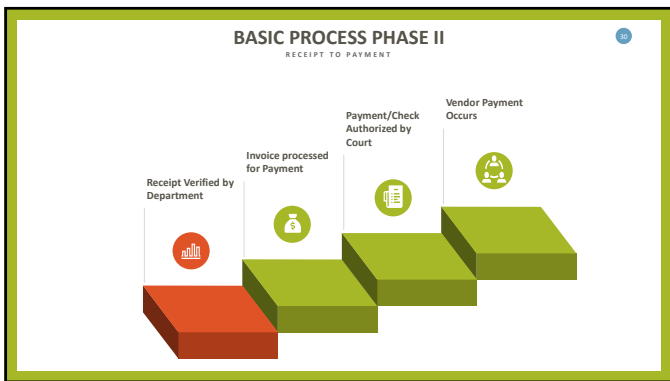 BASIC PROCESS PHASE II
30
RECEIPT TO PAYMENT
Receipt Verified by
Department
Invoice processed
for Payment
$
Payment/Check
Authorized by
Court
Vendor Payment
Occurs